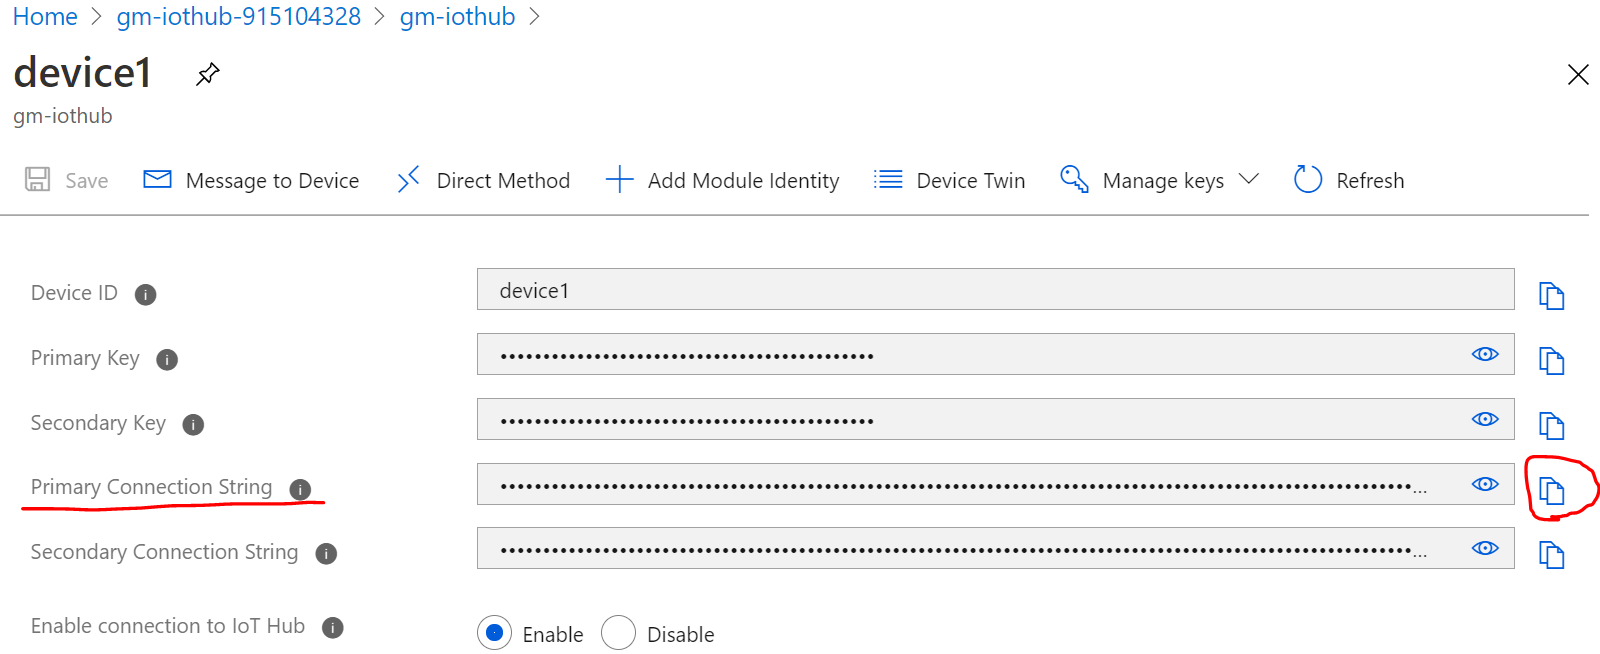 Home > gm-iothub-915104328 > gm-iothub >
device1
gm-iothub
Save Message to Device Direct Method Add Module Identity Device Twin Manage keys Refresh
Device ID i device1
Primary Key i ••••••••••••••••••••••••••••••••••••••••••••
Secondary Key i ••••••••••••••••••••••••••••••••••••••••••••
Primary Connection String i ••••••••••••••••••••••••••••••••••••••••••••••••••••••••••••••••••••••••••••••••••••••••••••••••••••••••••••...
Secondary Connection String i ••••••••••••••••••••••••••••••••••••••••••••••••••••••••••••••••••••••••••••••••••••••••••••••••••••••••••••...
Enable connection to IoT Hub i Enable Disable